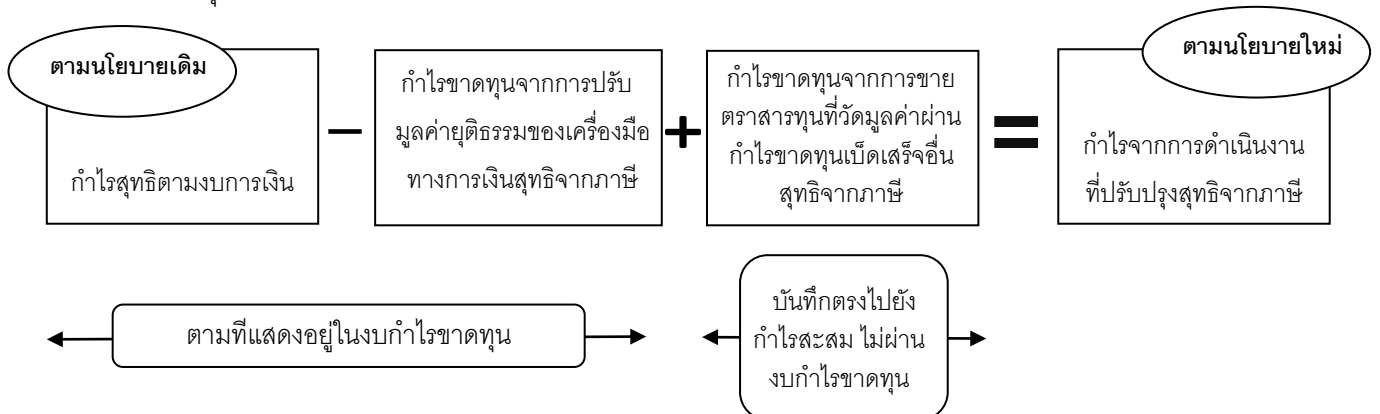 ตามนโยบายเดิม
กำไรสุทธิตามงบการเงิน
กำไรขาดทุนจากการปรับ
มูลค่ายุติธรรมของเครื่องมือ
ทางการเงินสุทธิจากภาษี
กำไรขาดทุนจากการขาย
ตราสารทุนที่วัดมูลค่าผ่าน
กำไรขาดทุนเบ็ดเสร็จอื่น
สุทธิจากภาษี
ตามนโยบายใหม่
กำไรจากการดำเนินงาน
ที่ปรับปรุงสุทธิจากภาษี
ตามที่แสดงอยู่ในงบกำไรขาดทุน
บันทึกตรงไปยัง
กำไรสะสม ไม่ผ่าน
งบกำไรขาดทุน